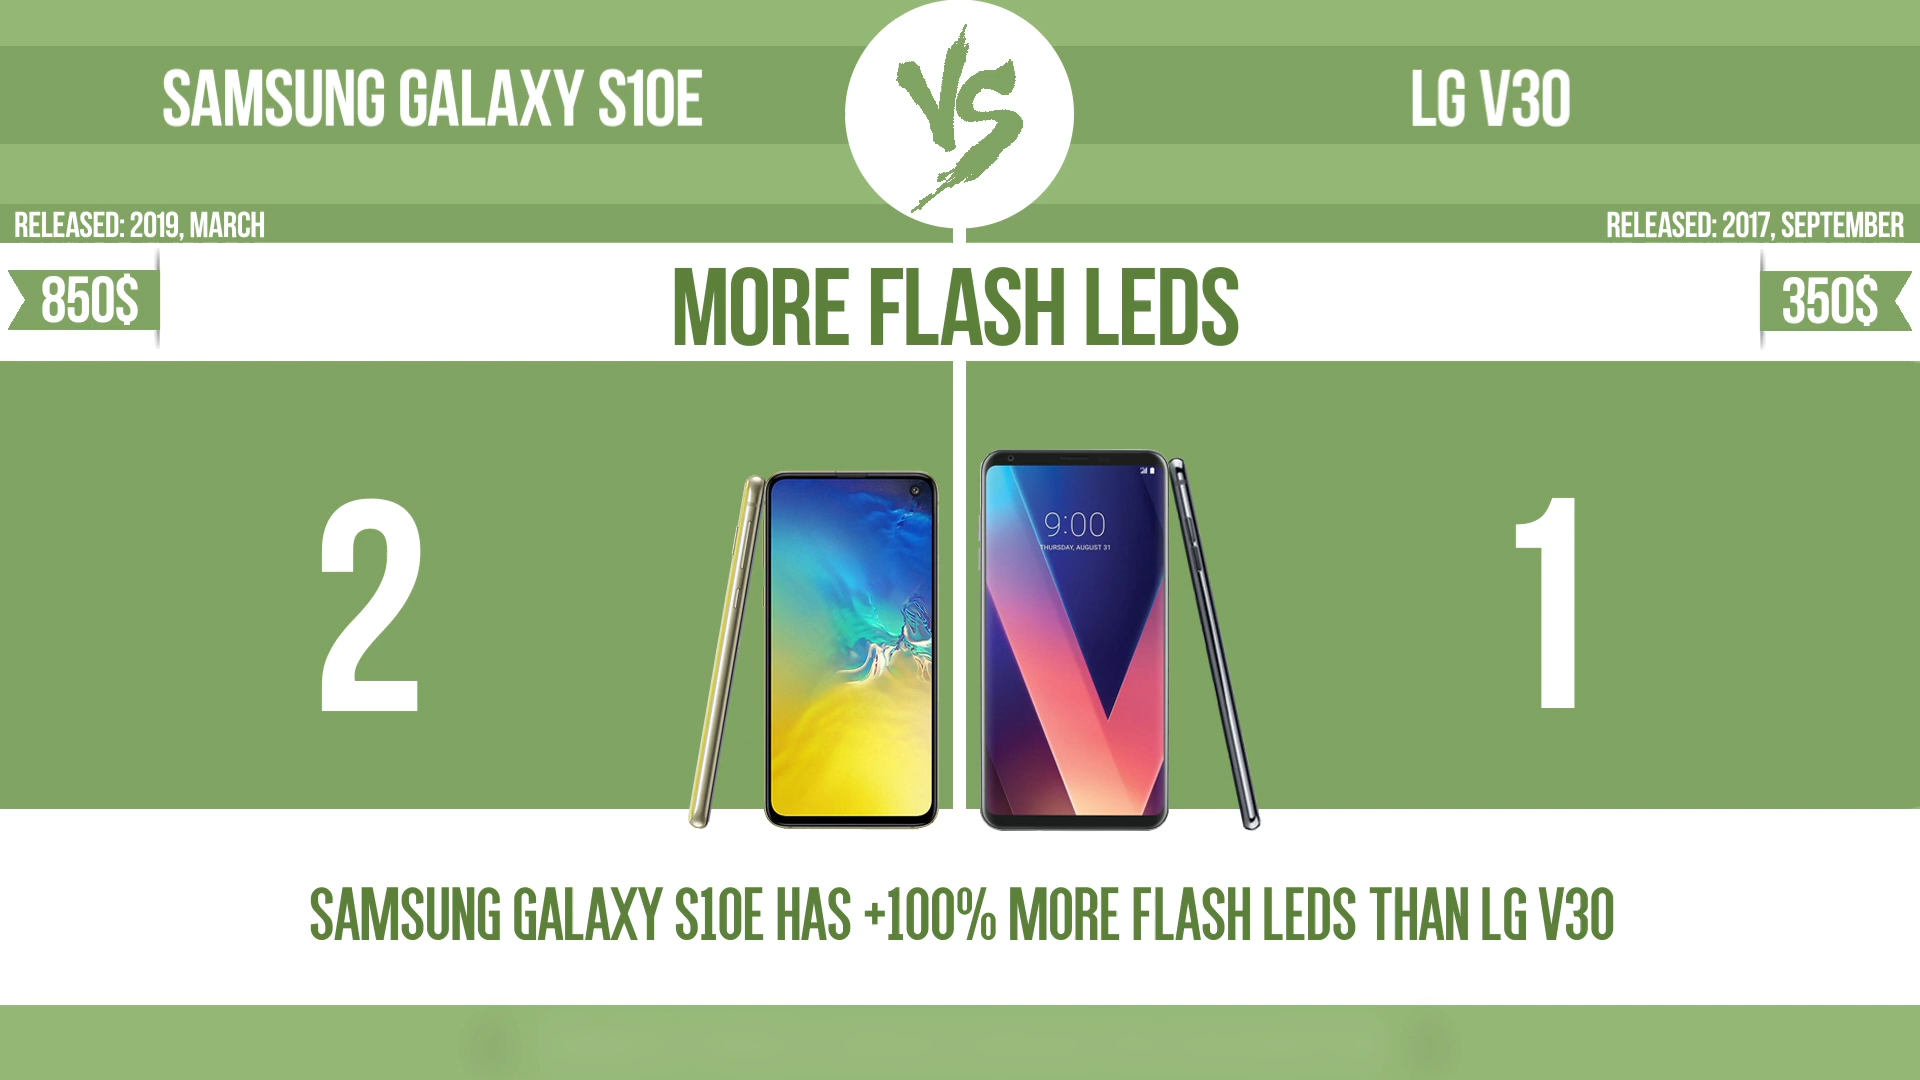 SAMSUNG GALAXY S10E
VS
LG V30
RELEASED: 2019, MARCH
RELEASED: 2017, SEPTEMBER
850$
MORE FLASH LEDS
350$
2
1
9:00
THURSDAY, AUGUST 31
SAMSUNG GALAXY S10E HAS +100% MORE FLASH LEDS THAN LG V30